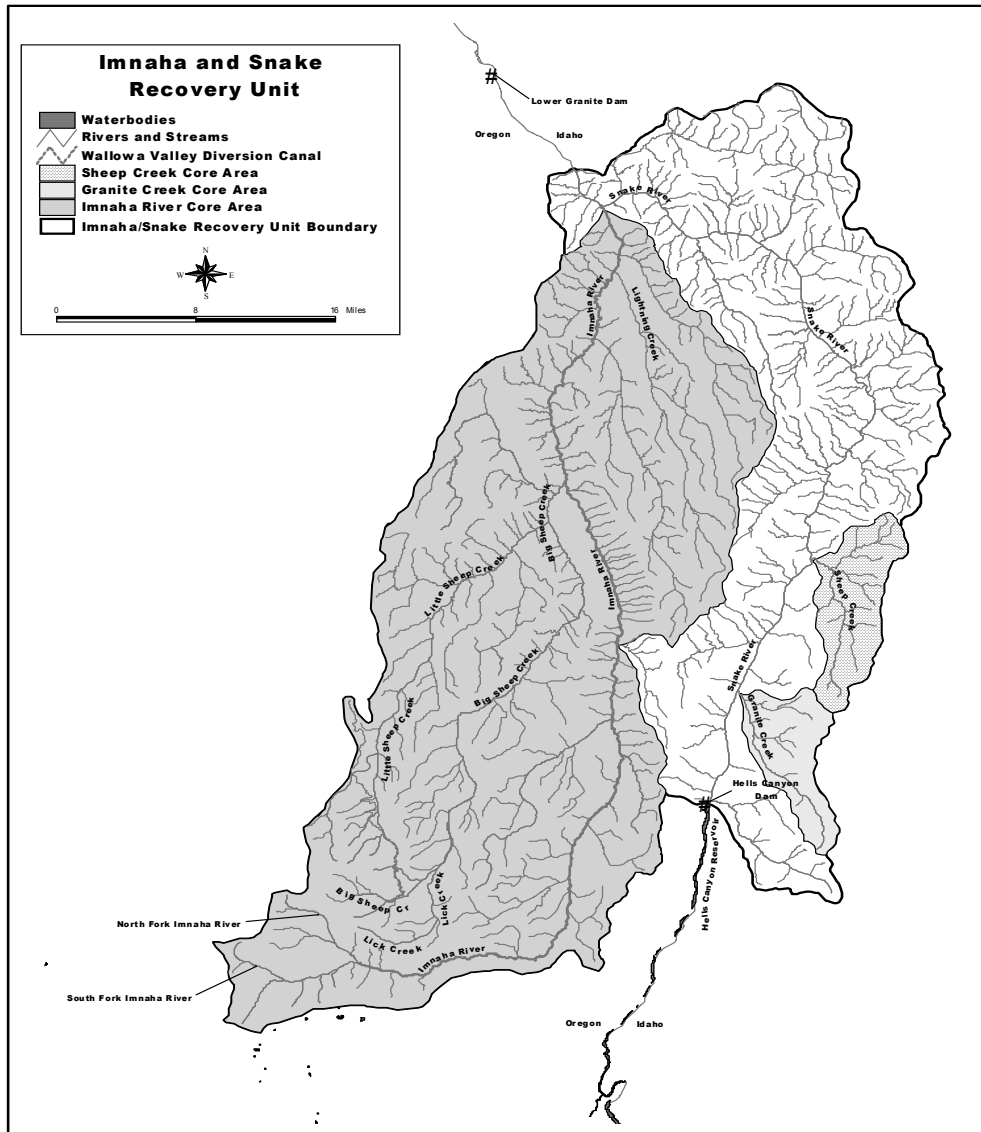 Imnaha and Snake
Recovery Unit
Waterbodies
Rivers and Streams
Wallowa Valley Diversion Canal
Sheep Creek Core Area
Granite Creek Core Area
Imnaha River Core Area
Imnaha/Snake Recovery Unit Boundary
N
W E
S
0 8 16 Miles
#
Lower Granite Dam
Oregon Idaho
Snake River
Imnaha River
Lightning Creek
Snake River
Big Sheep Creek
Little Sheep Creek
Imnaha River
Sheep Creek
Big Sheep Creek
Snake River
Little Sheep Creek
Granite Creek
Hells Canyon
Dam
#
Hells Canyon Reservoir
Big Sheep Cr
Lick Creek
North Fork Imnaha River
Lick Creek
Imnaha River
South Fork Imnaha River
Oregon Idaho